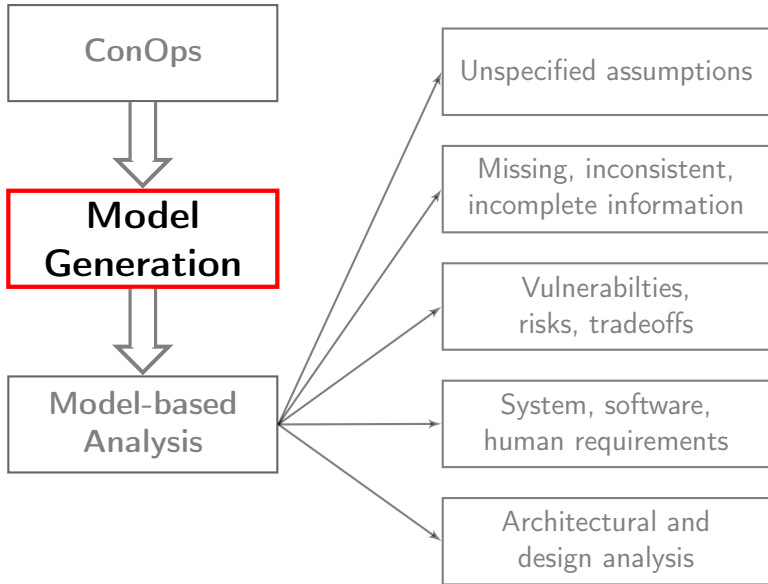 ConOps
Model
Generation
Model-based
Analysis
Unspecified assumptions
Missing, inconsistent,
incomplete information
Vulnerabilties,
risks, tradeoffs
System, software,
human requirements
Architectural and
design analysis